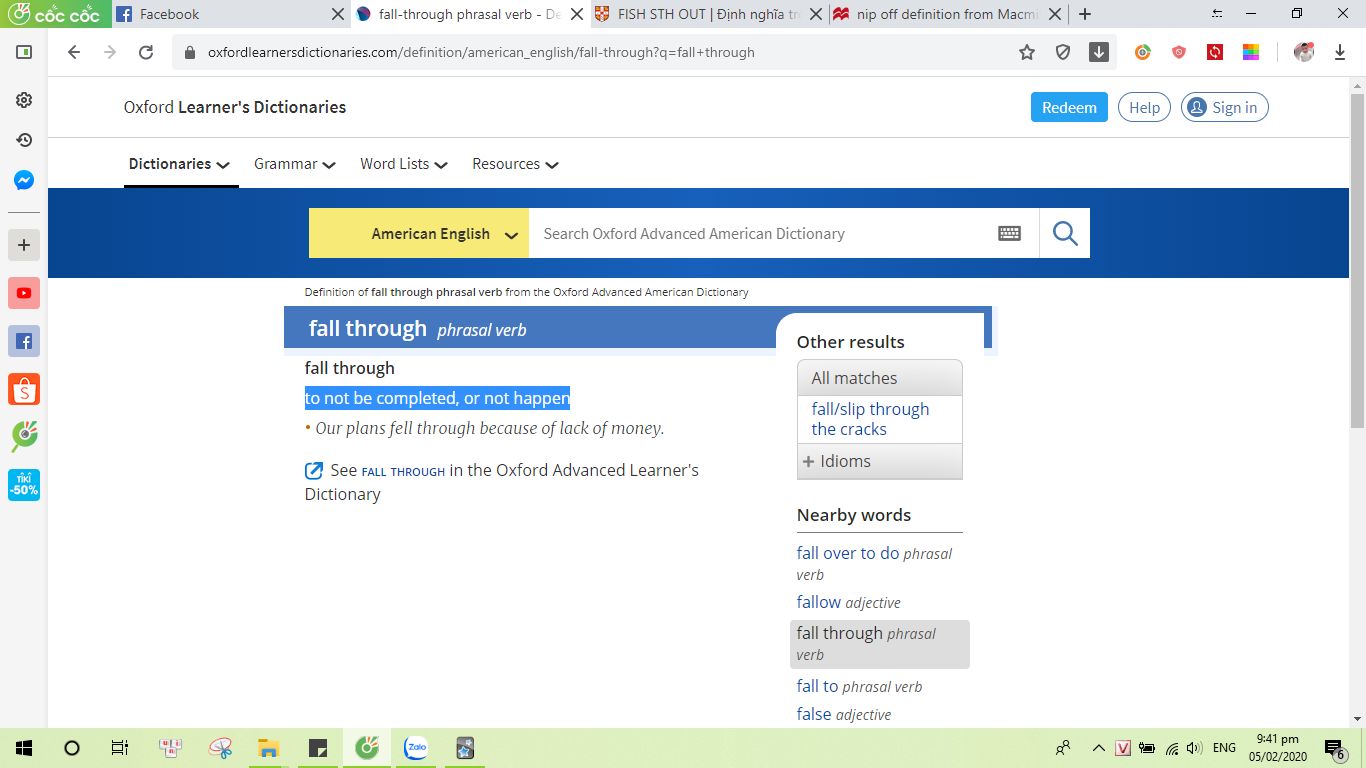 CỐC CỐC
Facebook
fall-through phrasal verb - De
FISH STH OUT | Định nghĩa tr
nip off definition from Macmi
oxfordlearnersdictionaries.com/definition/american_english/fall-through?q=fall+through
Oxford Learner's Dictionaries
Redeem
Help
Sign in
Dictionaries
Grammar
Word Lists
Resources
American English
Search Oxford Advanced American Dictionary
Definition of fall through phrasal verb from the Oxford Advanced American Dictionary
fall through phrasal verb
fall through
to not be completed, or not happen
• Our plans fell through because of lack of money.
See FALL THROUGH in the Oxford Advanced Learner's
Dictionary
Other results
All matches
fall/slip through
the cracks
+ Idioms
Nearby words
fall over to do phrasal
verb
fallow adjective
fall through phrasal
verb
fall to phrasal verb
false adjective
TIKI
-50%
Zalo
V
ENG
9:41 pm
05/02/2020
6